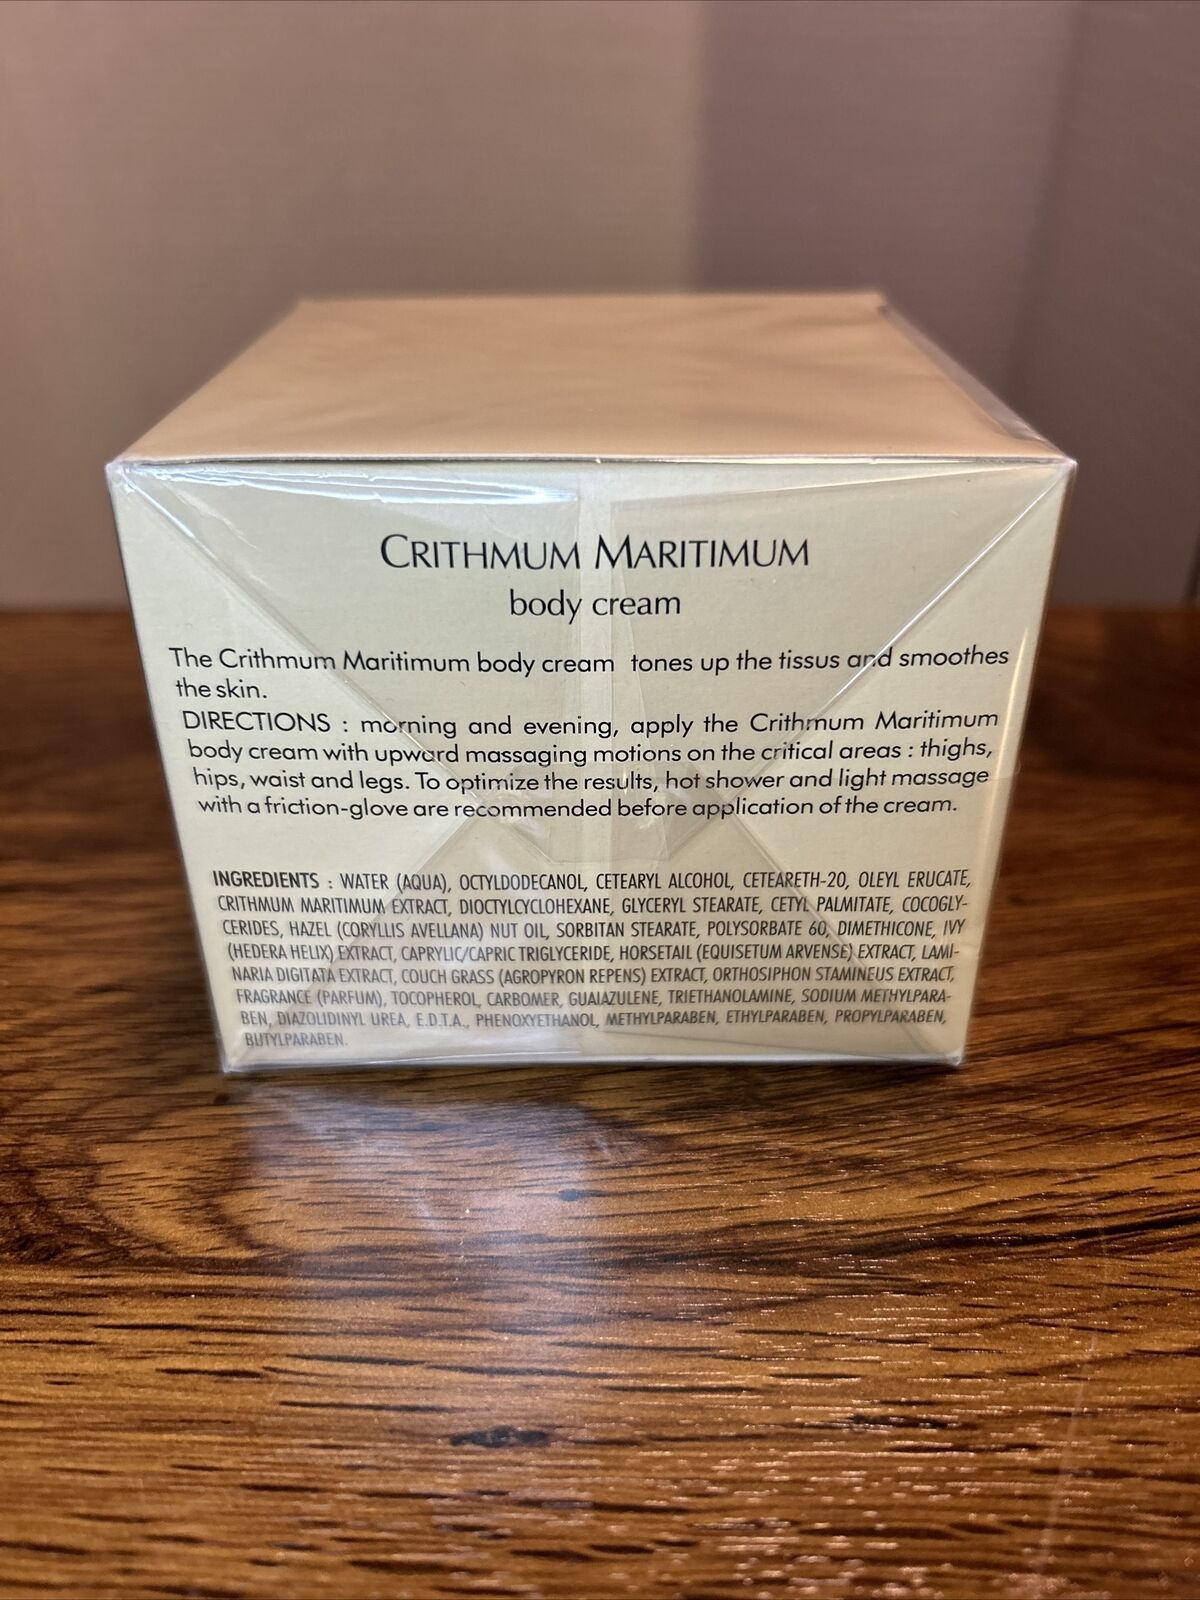 CRITHMUM MARITIMUM
body cream
The Crithmum Maritimum body cream tones up the tissus and smoothes
the skin.
DIRECTIONS : morning and evening, apply the Crithmum Maritimum
body cream with upward massaging motions on the critical areas : thighs,
hips, waist and legs. To optimize the results, hot shower and light massage
with a friction-glove are recommended before application of the cream.
INGREDIENTS : WATER (AQUA), OCTYLDODECANOL, CETEARYL ALCOHOL, CETEARETH-20, OLEYL ERUCATE,
CRITHMUM MARITIMUM EXTRACT, DIOCTYLCYCLOHEXANE, GLYCERYL STEARATE, CETYL PALMITATE, COCOGLY-
CERIDES, HAZEL (CORYLLIS AVELLANA) NUT OIL, SORBITAN STEARATE, POLYSORBATE 60, DIMETHICONE, IVY
(HEDERA HELIX) EXTRACT, CAPRYLIC/CAPRIC TRIGLYCERIDE, HORSETAIL (EQUISETUM ARVENSE) EXTRACT, LAMI-
NARIA DIGITATA EXTRACT, COUCH GRASS (AGROPYRON REPENS) EXTRACT, ORTHOSIPHON STAMINEUS EXTRACT,
FRAGRANCE (PARFUM), TOCOPHEROL, CARBOMER, GUAIAZULENE, TRIETHANOLAMINE, SODIUM METHYLPARA-
BEN, DIAZOLIDINYL UREA, E.D.T.A., PHENOXYETHANOL, METHYLPARABEN, ETHYLPARABEN, PROPYLPARABEN,
BUTYLPARABEN.